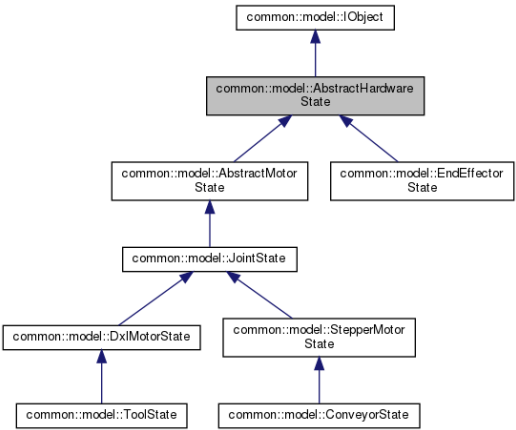 common::model::IObject
common::model::AbstractHardware
State
common::model::AbstractMotor
State
common::model::EndEffector
State
common::model::JointState
common::model::DxlMotorState
common::model::StepperMotor
State
common::model::ToolState
common::model::ConveyorState